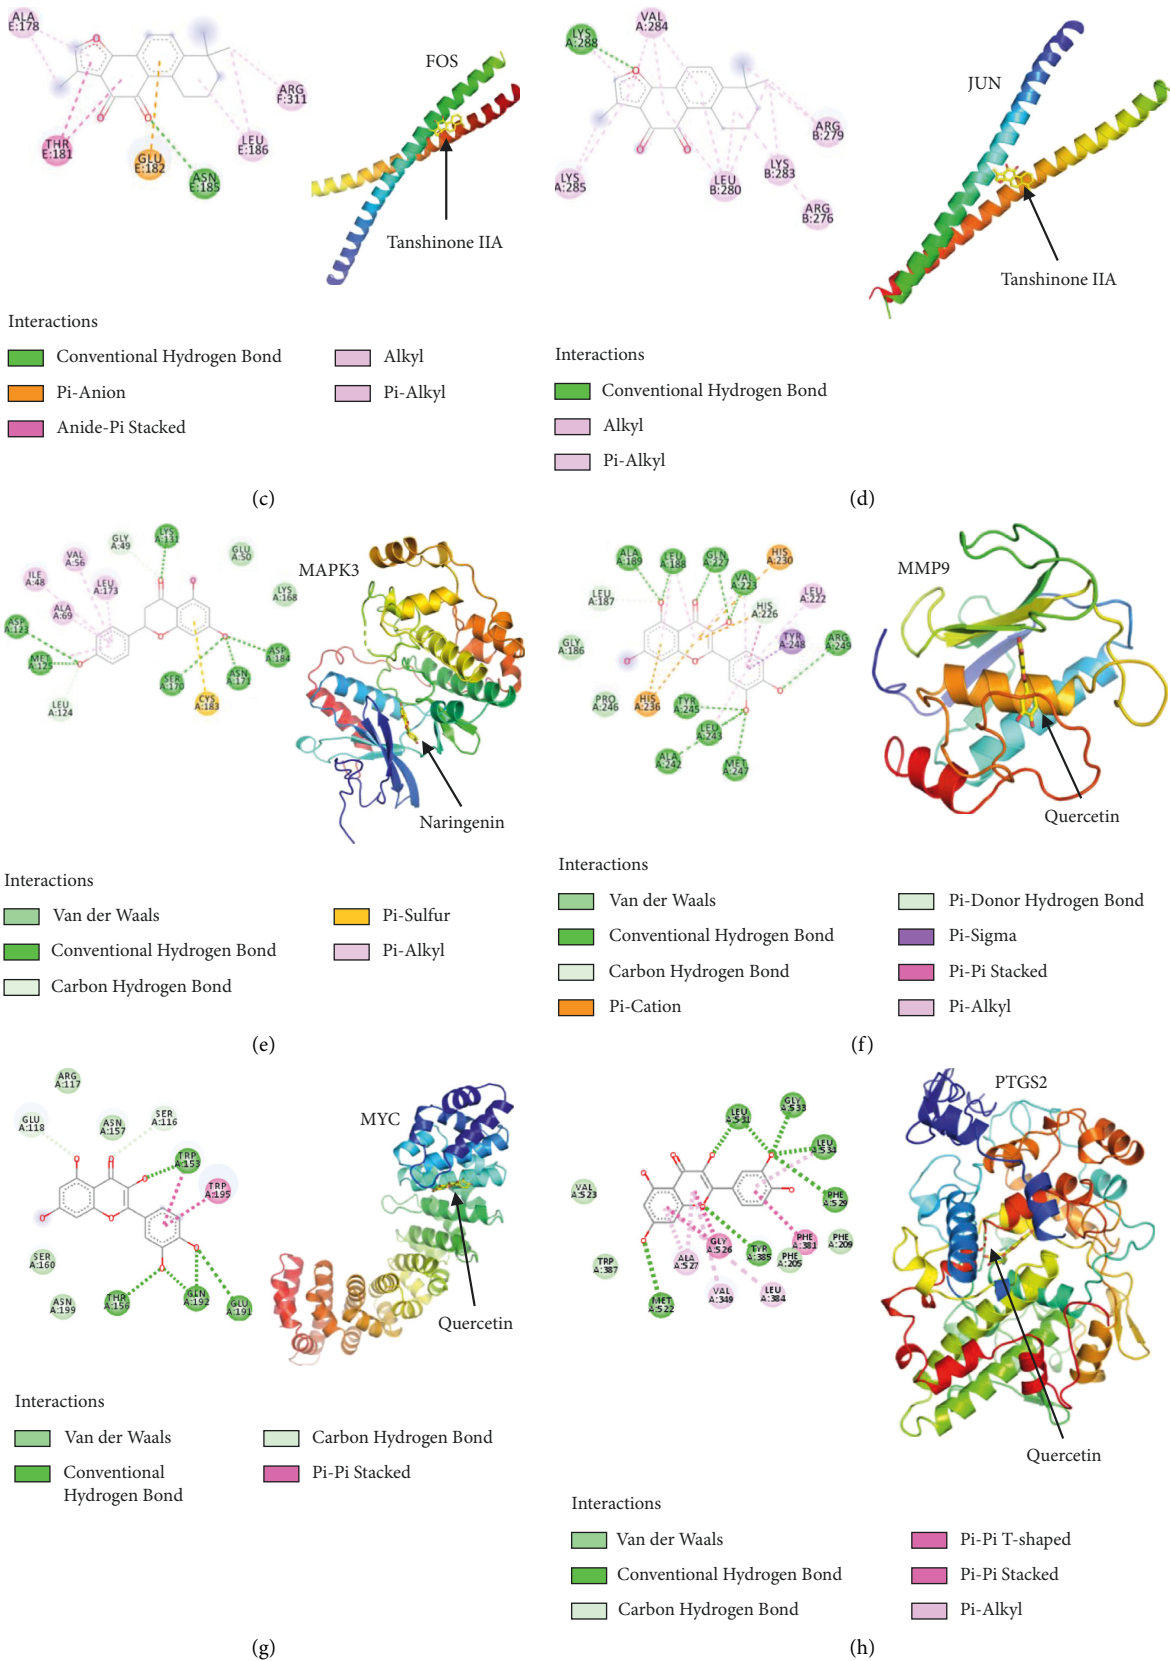 ALA
E:178
THR
E:181
GLU
E:182
ASN
E:185
LEU
E:186
ARG
F:311
FOS
Tanshinone IIA
Interactions
Conventional Hydrogen Bond
Pi-Anion
Anide-Pi Stacked
Alkyl
Pi-Alkyl
(c)
LYS
A:288
VAL
A:284
LYS
A:285
LEU
B:280
LYS
B:283
ARG
B:279
ARG
B:276
JUN
Tanshinone IIA
Interactions
Conventional Hydrogen Bond
Alkyl
Pi-Alkyl
(d)
GLY
A:49
LYS
A:131
GLU
A:50
VAL
A:56
ILE
A:48
LEU
A:173
LYS
A:168
ALA
A:69
ASP
A:123
MET
A:125
LEU
A:124
SER
A:170
CYS
A:183
ASN
A:171
ASP
A:184
MAPK3
Naringenin
Interactions
Van der Waals
Conventional Hydrogen Bond
Carbon Hydrogen Bond
Pi-Sulfur
Pi-Alkyl
(e)
ALA
A:189
LEU
A:188
GLN
A:227
HIS
A:230
VAL
A:223
LEU
A:187
HIS
A:226
LEU
A:222
GLY
A:186
TYR
A:248
ARG
A:249
PRO
A:246
HIS
A:236
TYR
A:245
LEU
A:243
ALA
A:242
MET
A:247
MMP9
Quercetin
Interactions
Van der Waals
Conventional Hydrogen Bond
Carbon Hydrogen Bond
Pi-Cation
Pi-Donor Hydrogen Bond
Pi-Sigma
Pi-Pi Stacked
Pi-Alkyl
(f)
ARG
A:117
GLU
A:118
ASN
A:157
SER
A:116
TRP
A:153
TRP
A:195
SER
A:160
ASN
A:199
THR
A:156
GLN
A:192
GLU
A:191
MYC
Quercetin
Interactions
Van der Waals
Conventional
Hydrogen Bond
Carbon Hydrogen Bond
Pi-Pi Stacked
(g)
LEU
A:531
GLY
A:533
LEU
A:534
VAL
A:523
PHE
A:529
TRP
A:387
ALA
A:527
GLY
A:526
TYR
A:385
PHE
A:205
PHE
A:381
PHE
A:209
MET
A:522
VAL
A:349
LEU
A:384
PTGS2
Quercetin
Interactions
Van der Waals
Conventional Hydrogen Bond
Carbon Hydrogen Bond
Pi-Pi T-shaped
Pi-Pi Stacked
Pi-Alkyl
(h)